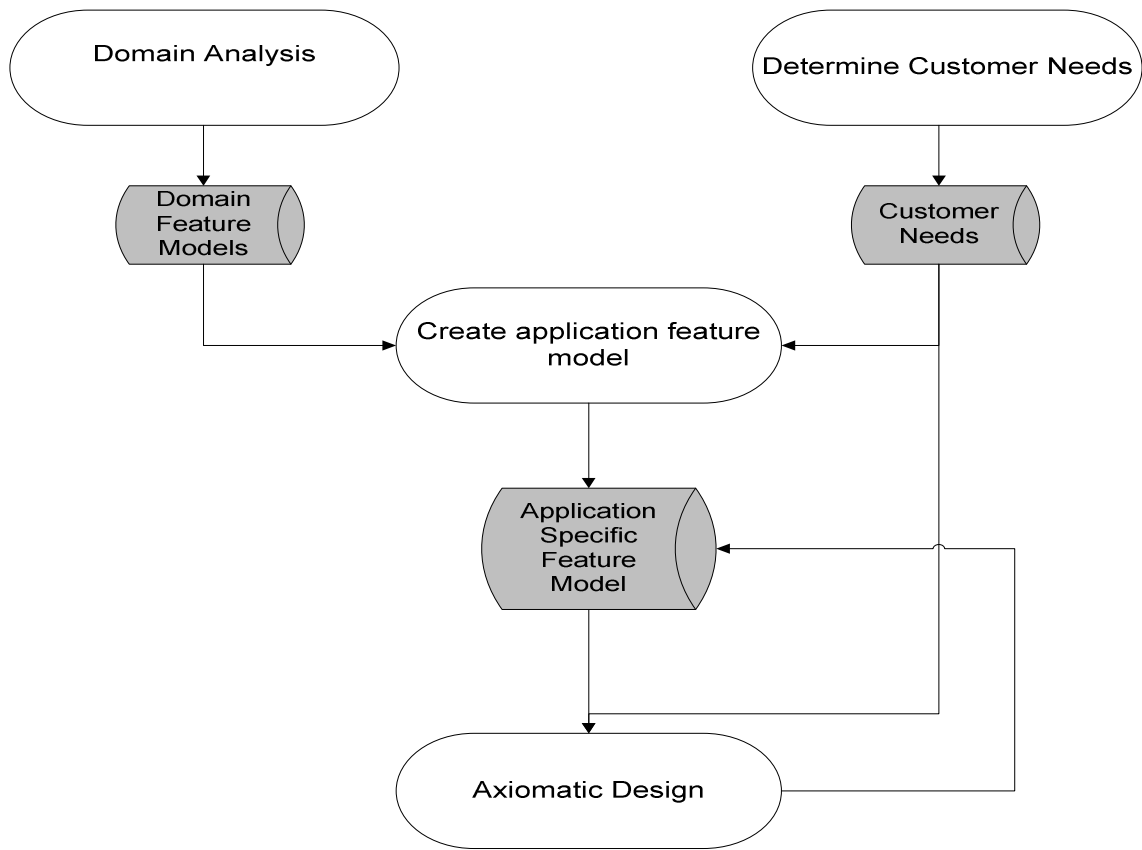 Domain Analysis
Determine Customer Needs
Domain
Feature
Models
Customer
Needs
Create application feature
model
Application
Specific
Feature
Model
Axiomatic Design